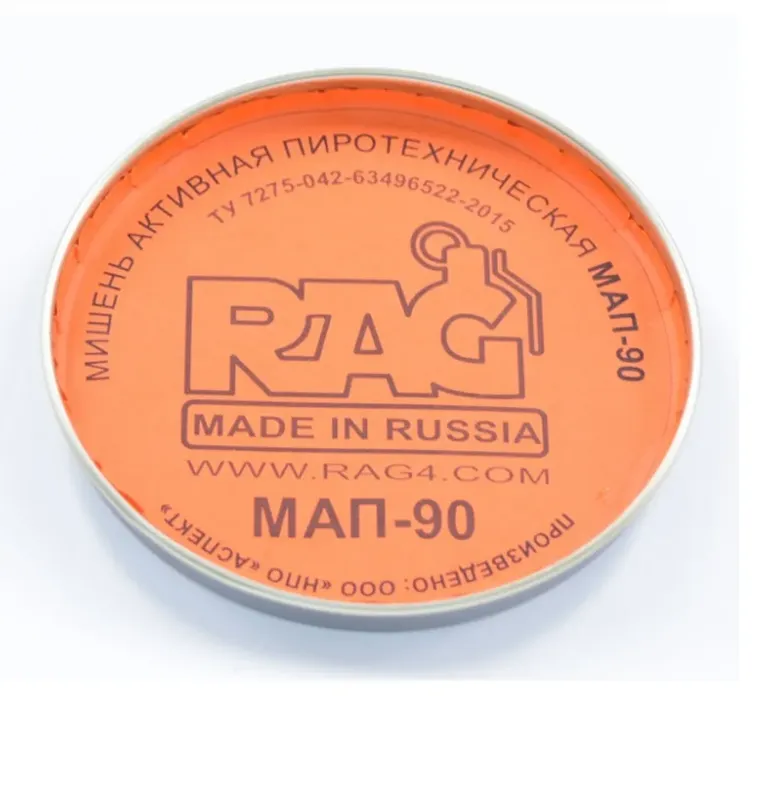 МИШЕНЬ АКТИВНАЯ ПИРОТЕХНИЧЕСКАЯ МАП-90
ТУ 7275-042-63496522-2015
RAG
MADE IN RUSSIA
WWW.RAG4.COM
МАП-90
ПРОИЗВЕДЕНО: ООО «НПО «АСПЕКТ»